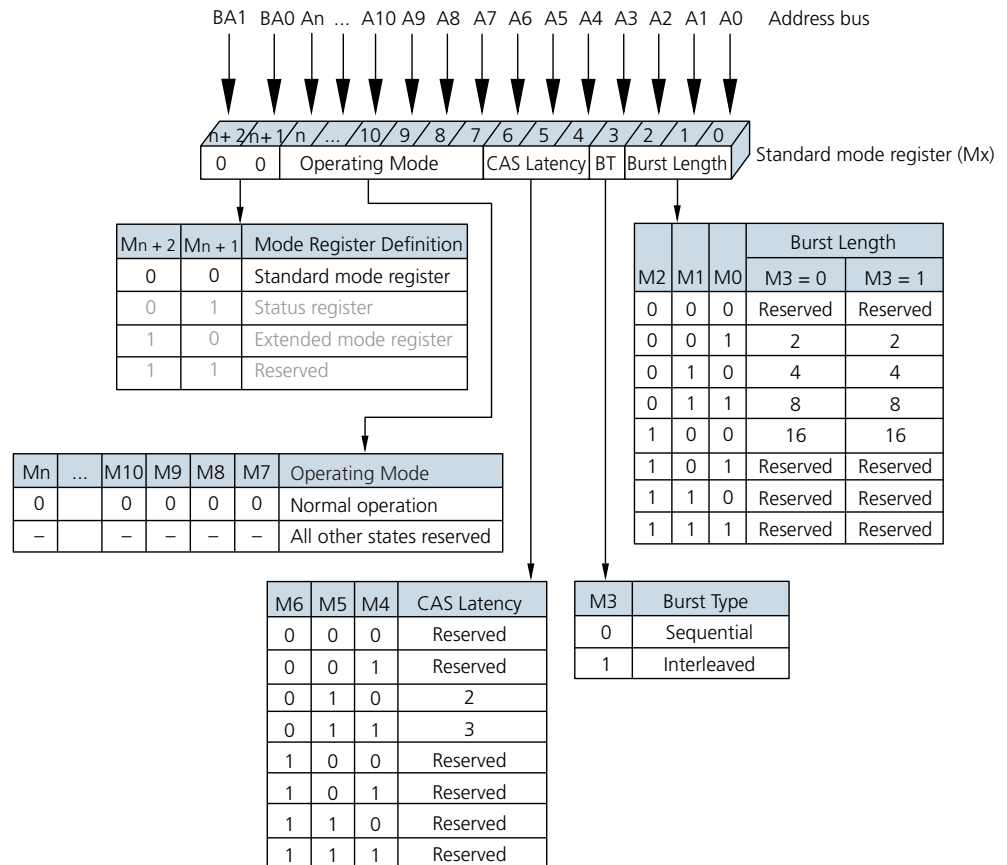 BA1 BA0 An ... A10 A9 A8 A7 A6 A5 A4 A3 A2 A1 A0 Address bus
n+ 2 n+ 1 n ... 10 9 8 7 6 5 4 3 2 1 0
0 0 Operating Mode CAS Latency BT Burst Length Standard mode register (Mx)
Mn + 2 Mn + 1 Mode Register Definition
0 0 Standard mode register
0 1 Status register
1 0 Extended mode register
1 1 Reserved
Burst Length
M2 M1 M0 M3 = 0 M3 = 1
0 0 0 Reserved Reserved
0 0 1 2 2
0 1 0 4 4
0 1 1 8 8
1 0 0 16 16
1 0 1 Reserved Reserved
1 1 0 Reserved Reserved
1 1 1 Reserved Reserved
Mn ... M10 M9 M8 M7 Operating Mode
0 0 0 0 0 Normal operation
– – – – – All other states reserved
M6 M5 M4 CAS Latency
0 0 0 Reserved
0 0 1 Reserved
0 1 0 2
0 1 1 3
1 0 0 Reserved
1 0 1 Reserved
1 1 0 Reserved
1 1 1 Reserved
M3 Burst Type
0 Sequential
1 Interleaved